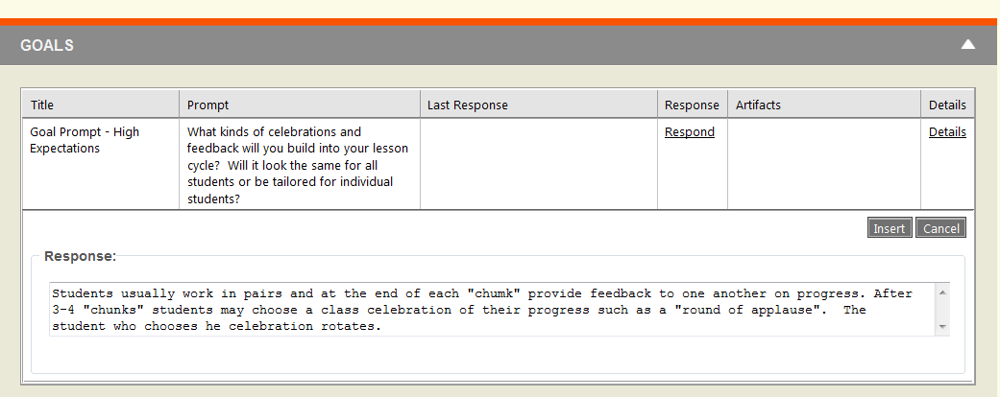 GOALS
Title Prompt Last Response Response Artifacts Details
Goal Prompt - High
Expectations
What kinds of celebrations and
feedback will you build into your lesson
cycle?  Will it look the same for all
students or be tailored for individual
students?
Respond
Details
Insert Cancel
Response:
Students usually work in pairs and at the end of each "chumk" provide feedback to one another on progress. After
3-4 "chunks" students may choose a class celebration of their progress such as a "round of applause".  The
student who chooses he celebration rotates.